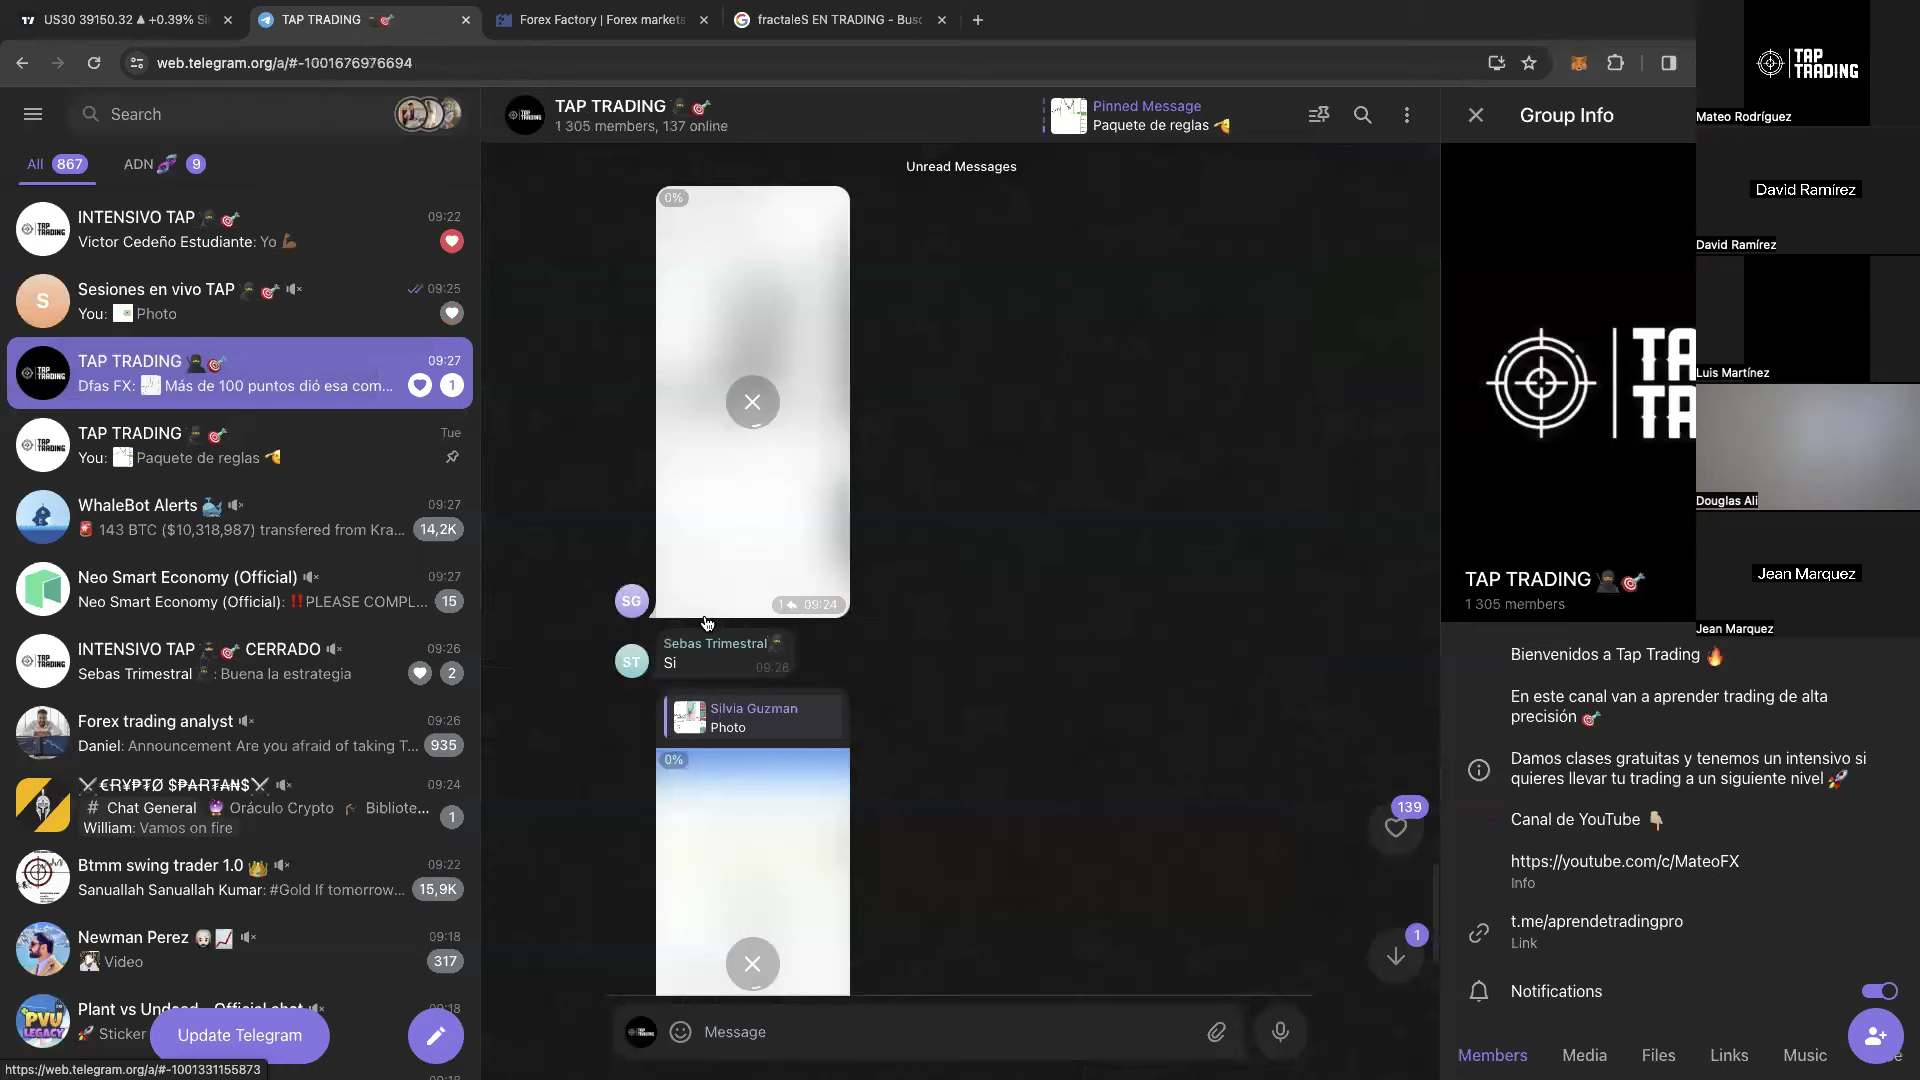 US30 39150.32 ▲ +0.39%
TAP TRADING
Forex Factory | Forex markets
fractaleS EN TRADING - Bus
web.telegram.org/a/#-1001676976694
Search
All 867
ADN 9
INTENSIVO TAP 09:22
Victor Cedeño Estudiante: Yo
Sesiones en vivo TAP 09:25
You: Photo
TAP TRADING 09:27
Dfas FX: Más de 100 puntos dió esa com... 1
TAP TRADING Tue
You: Paquete de reglas
WhaleBot Alerts 09:27
143 BTC ($10,318,987) transfered from Kra... 14,2K
Neo Smart Economy (Official) 09:27
Neo Smart Economy (Official): ‼️PLEASE COMPL... 15
INTENSIVO TAP CERRADO 09:26
Sebas Trimestral : Buena la estrategia 2
Forex trading analyst 09:26
Daniel: Announcement Are you afraid of taking T... 935
€RYPTØ $PARTAN$ 09:24
# Chat General Oráculo Crypto Bibliote...
William: Vamos on fire 1
Btmm swing trader 1.0 09:22
Sanuallah Sanuallah Kumar: #Gold If tomorrow... 15,9K
Newman Perez 09:18
Video 317
Plant vs Undead - Official chat 09:18
Sticker
Update Telegram
https://web.telegram.org/a/#-1001331155873
TAP TRADING
1 305 members, 137 online
Pinned Message
Paquete de reglas
Unread Messages
0%
1 09:24
SG
Sebas Trimestral
ST
Si 09:26
Silvia Guzman
Photo
0%
139
1
Message
Group Info
TA
TR
TAP TRADING
1 305 members
Bienvenidos a Tap Trading
En este canal van a aprender trading de alta
precisión
Damos clases gratuitas y tenemos un intensivo si
quieres llevar tu trading a un siguiente nivel
Canal de YouTube
https://youtube.com/c/MateoFX
Info
t.me/aprendetradingpro
Link
Notifications
Members Media Files Links Music
TAP
TRADING
Mateo Rodríguez
David Ramírez
David Ramírez
Luis Martínez
Douglas Ali
Jean Marquez
Jean Marquez